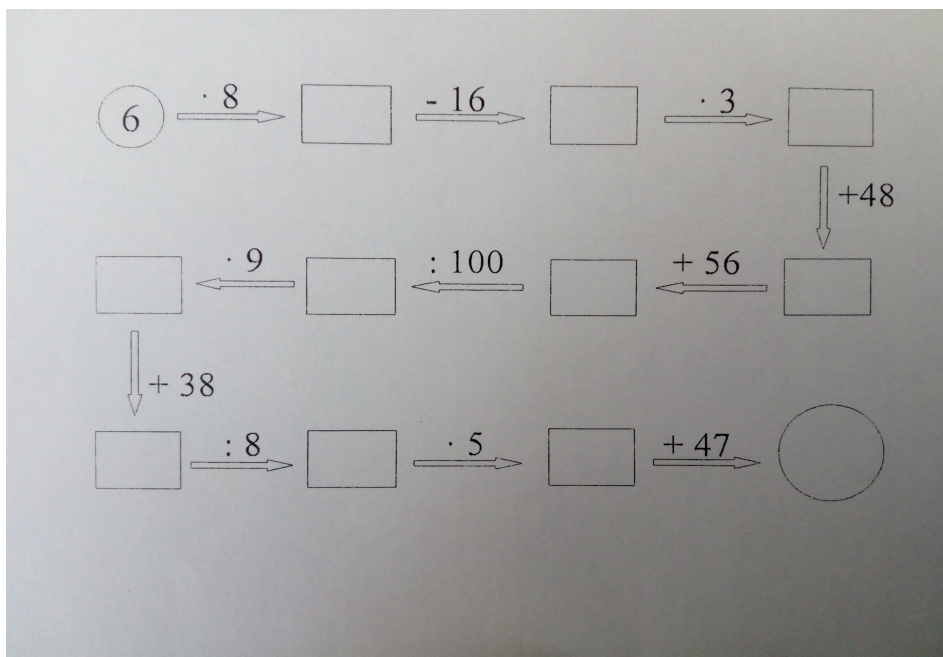 6 · 8 - 16 · 3
+48
· 9 : 100 + 56
+ 38
: 8 · 5 + 47